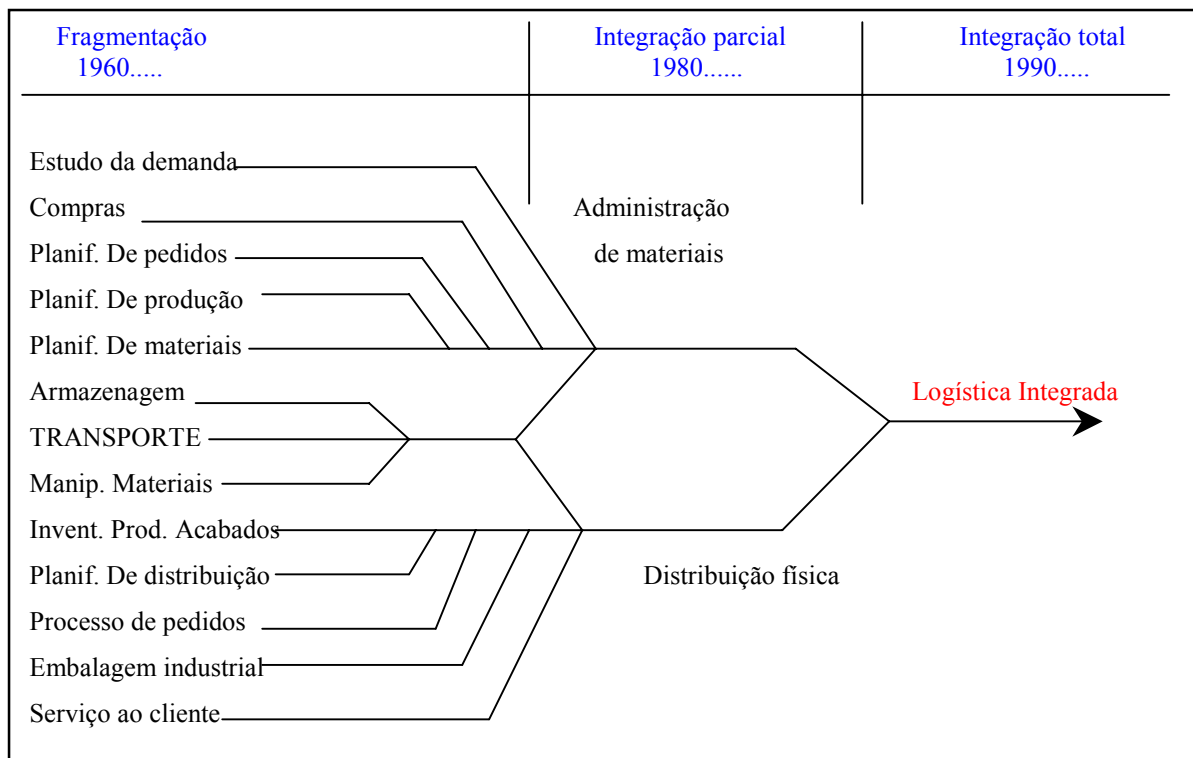 Fragmentação
1960.....
Integração parcial
1980......
Integração total
1990.....
Estudo da demanda
Compras
Planif. De pedidos
Planif. De produção
Planif. De materiais
Armazenagem
TRANSPORTE
Manip. Materiais
Invent. Prod. Acabados
Planif. De distribuição
Processo de pedidos
Embalagem industrial
Serviço ao cliente
Administração
de materiais
Distribuição física
Logística Integrada